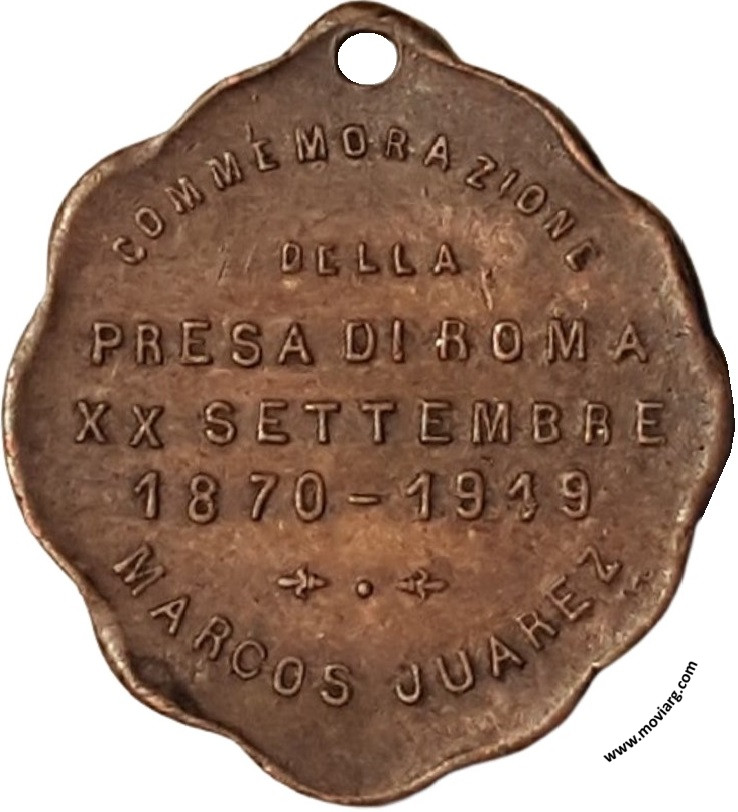 COMMEMORAZIONE
DELLA
PRESA DI ROMA
XX SETTEMBRE
1870-1919
MARCOS JUAREZ
www.moviarg.com